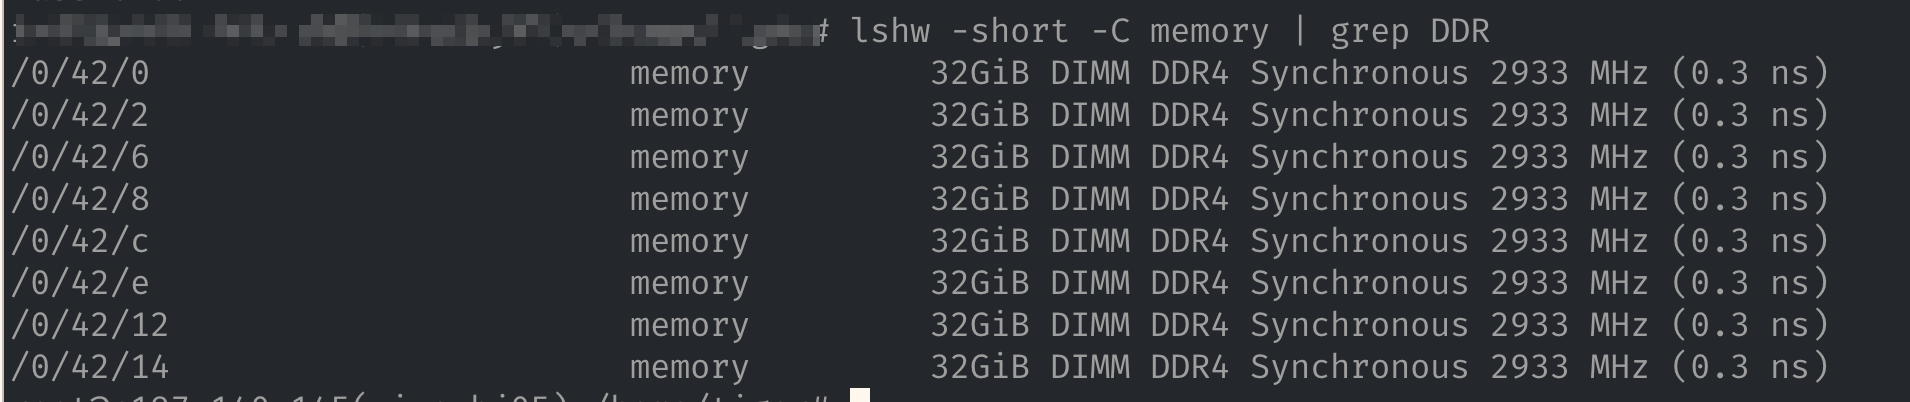 # lshw -short -C memory | grep DDR
/0/42/0 memory 32GiB DIMM DDR4 Synchronous 2933 MHz (0.3 ns)
/0/42/2 memory 32GiB DIMM DDR4 Synchronous 2933 MHz (0.3 ns)
/0/42/6 memory 32GiB DIMM DDR4 Synchronous 2933 MHz (0.3 ns)
/0/42/8 memory 32GiB DIMM DDR4 Synchronous 2933 MHz (0.3 ns)
/0/42/c memory 32GiB DIMM DDR4 Synchronous 2933 MHz (0.3 ns)
/0/42/e memory 32GiB DIMM DDR4 Synchronous 2933 MHz (0.3 ns)
/0/42/12 memory 32GiB DIMM DDR4 Synchronous 2933 MHz (0.3 ns)
/0/42/14 memory 32GiB DIMM DDR4 Synchronous 2933 MHz (0.3 ns)